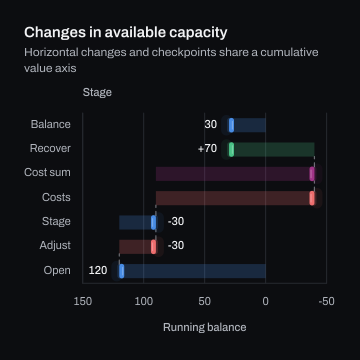 Changes in available capacity
Horizontal changes and checkpoints share a cumulative
value axis
Stage
Balance 30
Recover +70
Cost sum
Costs
Stage -30
Adjust -30
Open 120
150 100 50 0 -50
Running balance